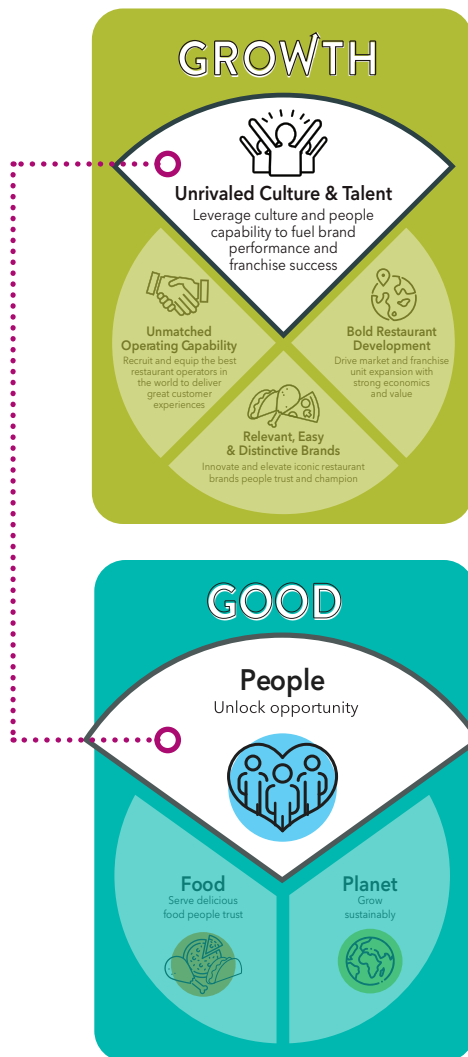 GROWTH
Unrivaled Culture & Talent
Leverage culture and people
capability to fuel brand
performance and
franchise success
Unmatched
Operating Capability
Recruit and equip the best
restaurant operators in
the world to deliver
great customer
experiences
Bold Restaurant
Development
Drive market and franchise
unit expansion with
strong economics
and value
Relevant, Easy
& Distinctive Brands
Innovate and elevate iconic restaurant
brands people trust and champion
GOOD
People
Unlock opportunity
Food
Serve delicious
food people trust
Planet
Grow
sustainably